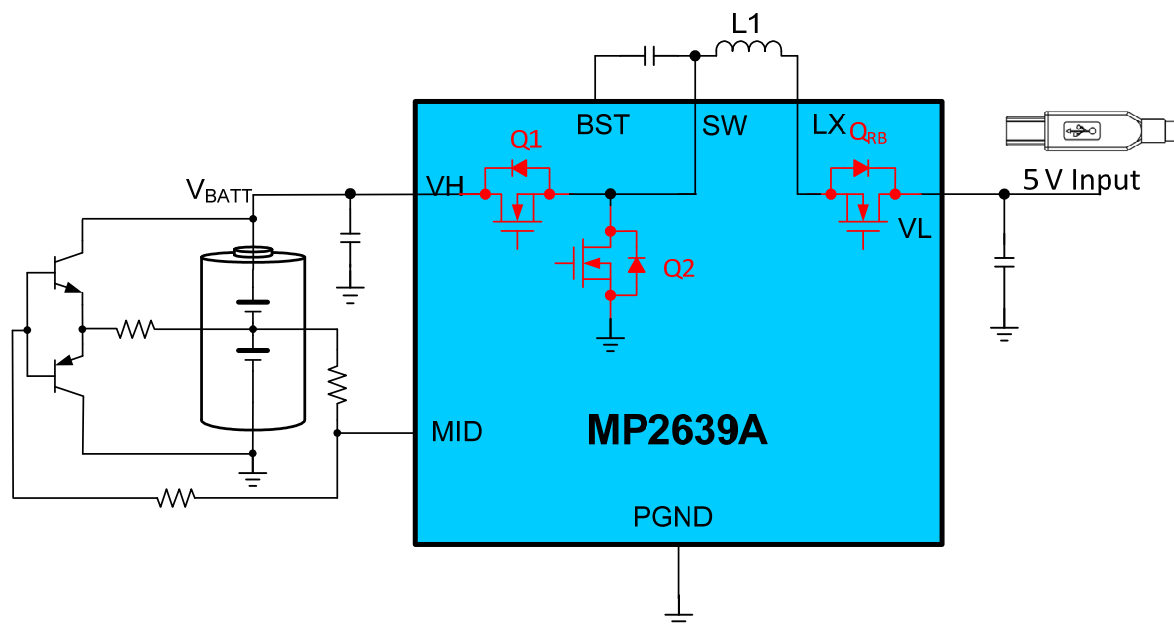 L1
BST
SW
LX
QRB
Q1
5 V Input
VBATT
VH
VL
Q2
MID
MP2639A
PGND